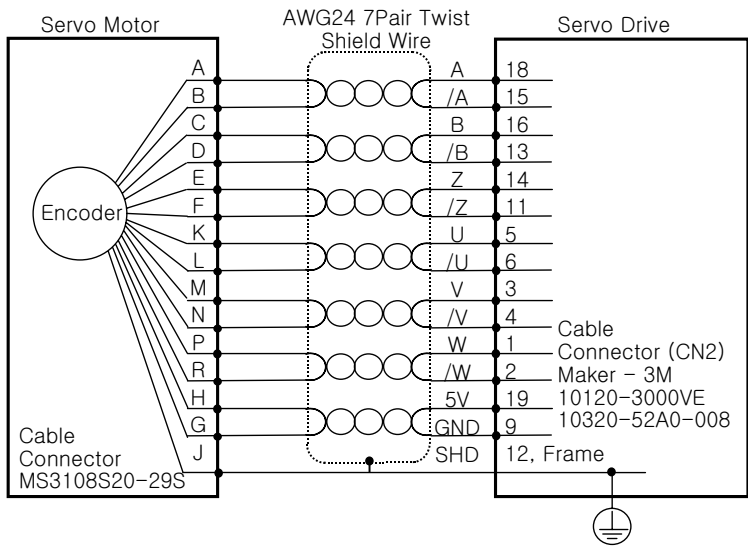 Servo Motor
AWG24 7Pair Twist
Shield Wire
Servo Drive
A A 18
B /A 15
C B 16
D /B 13
E Z 14
F /Z 11
K U 5
L /U 6
M V 3
N /V 4
P W 1
R /W 2
H 5V 19
G GND 9
J SHD 12, Frame
Encoder
Cable
Connector
MS3108S20-29S
Cable
Connector (CN2)
Maker - 3M
10120-3000VE
10320-52A0-008